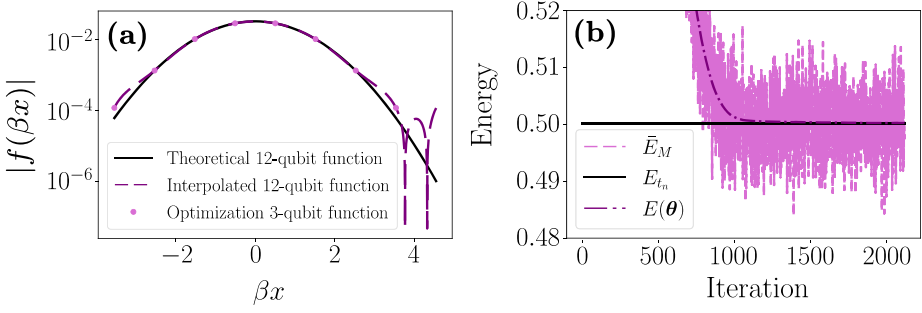 (a)
10^{-2}
10^{-4}
10^{-6}
|f(βx)|
Theoretical 12-qubit function
Interpolated 12-qubit function
Optimization 3-qubit function
−2 0 2 4
βx
(b)
0.52
0.51
0.50
0.49
0.48
Energy
Ē_M
E_{t_n}
E(θ)
0 500 1000 1500 2000
Iteration